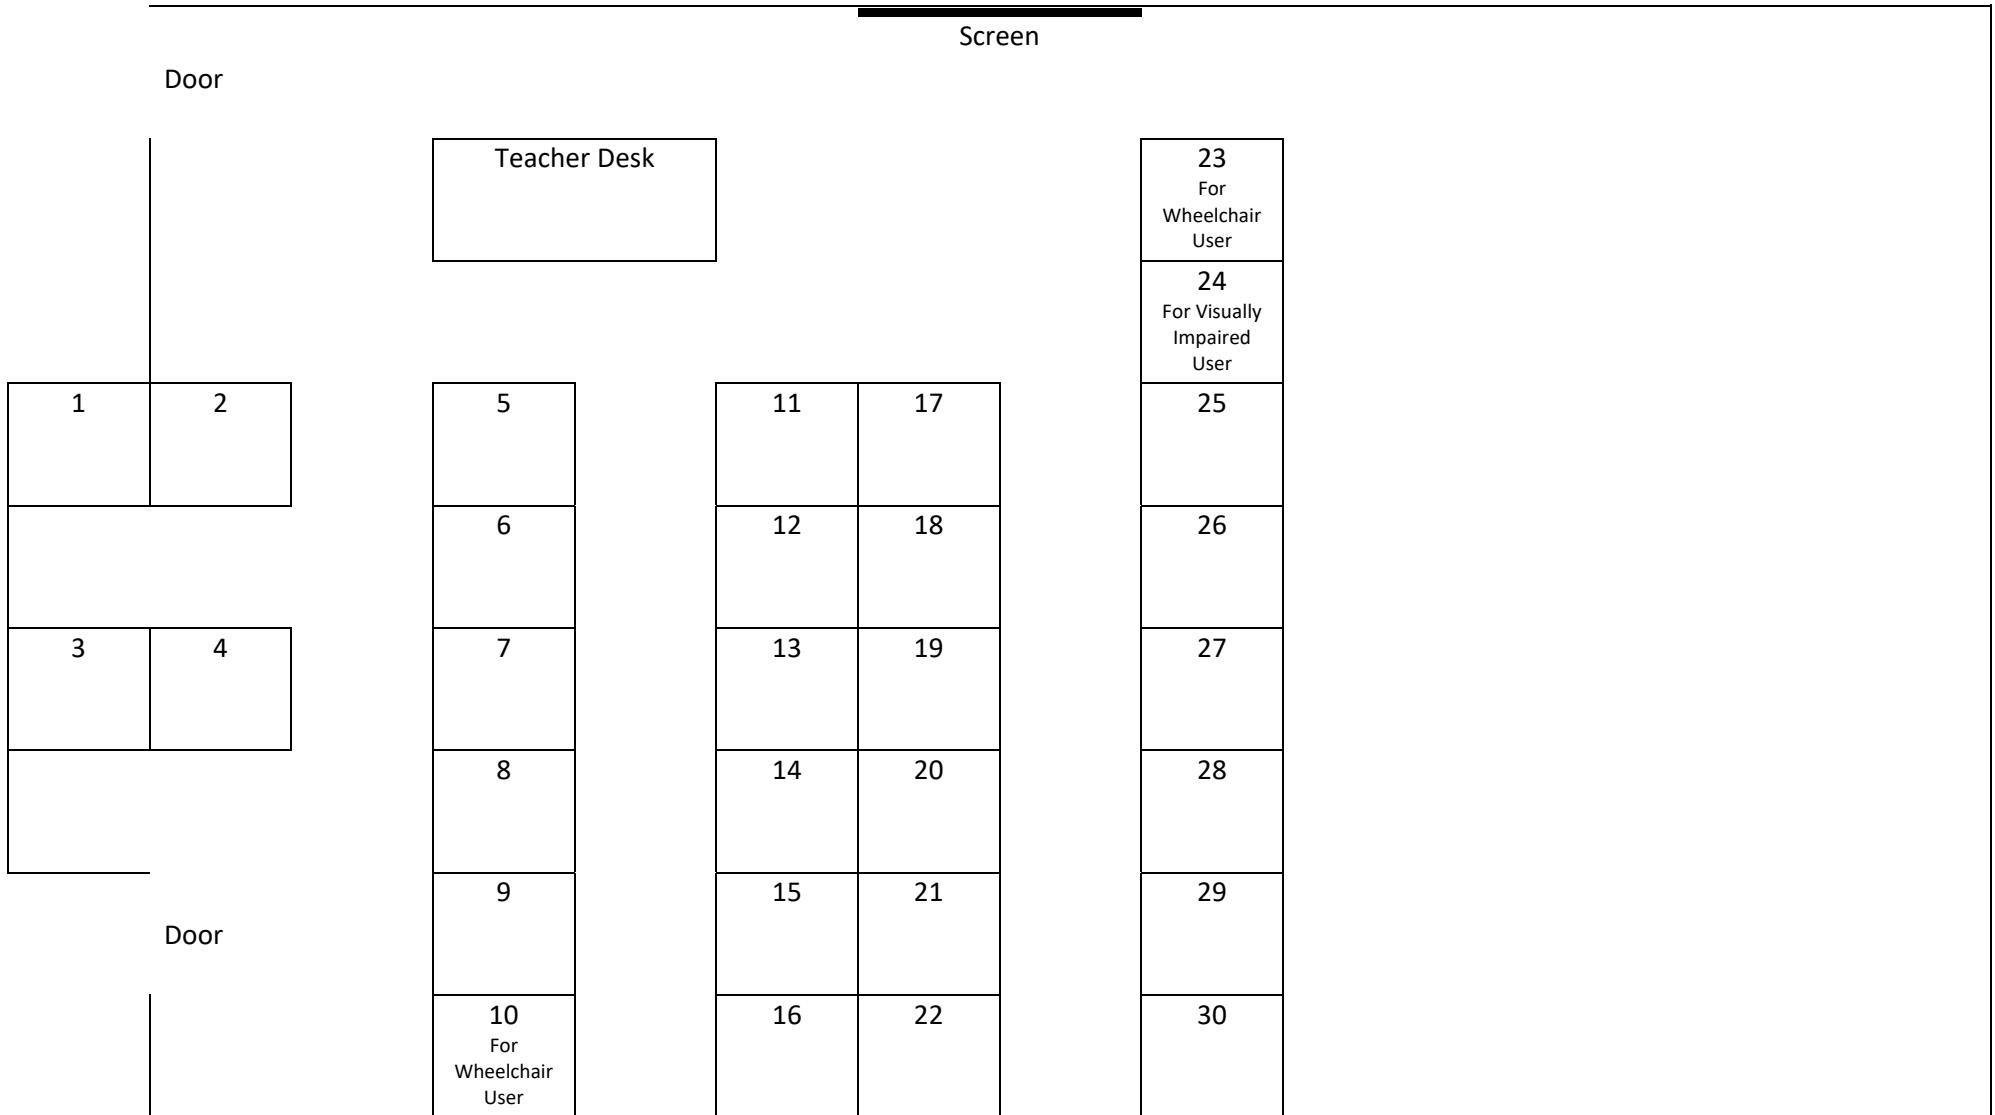 Screen
Door
Teacher Desk
23
For
Wheelchair
User
24
For Visually
Impaired
User
1 2 5 11 17 25
6 12 18 26
3 4 7 13 19 27
8 14 20 28
9 15 21 29
Door
10 16 22 30
For
Wheelchair
User